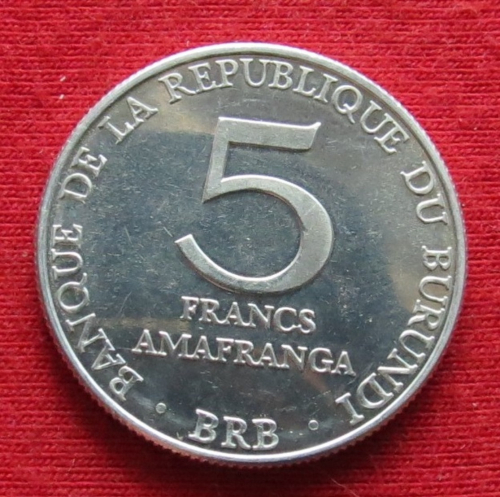 BANQUE DE LA REPUBLIQUE DU BURUNDI
5
FRANCS
AMAFRANGA
· BRB ·